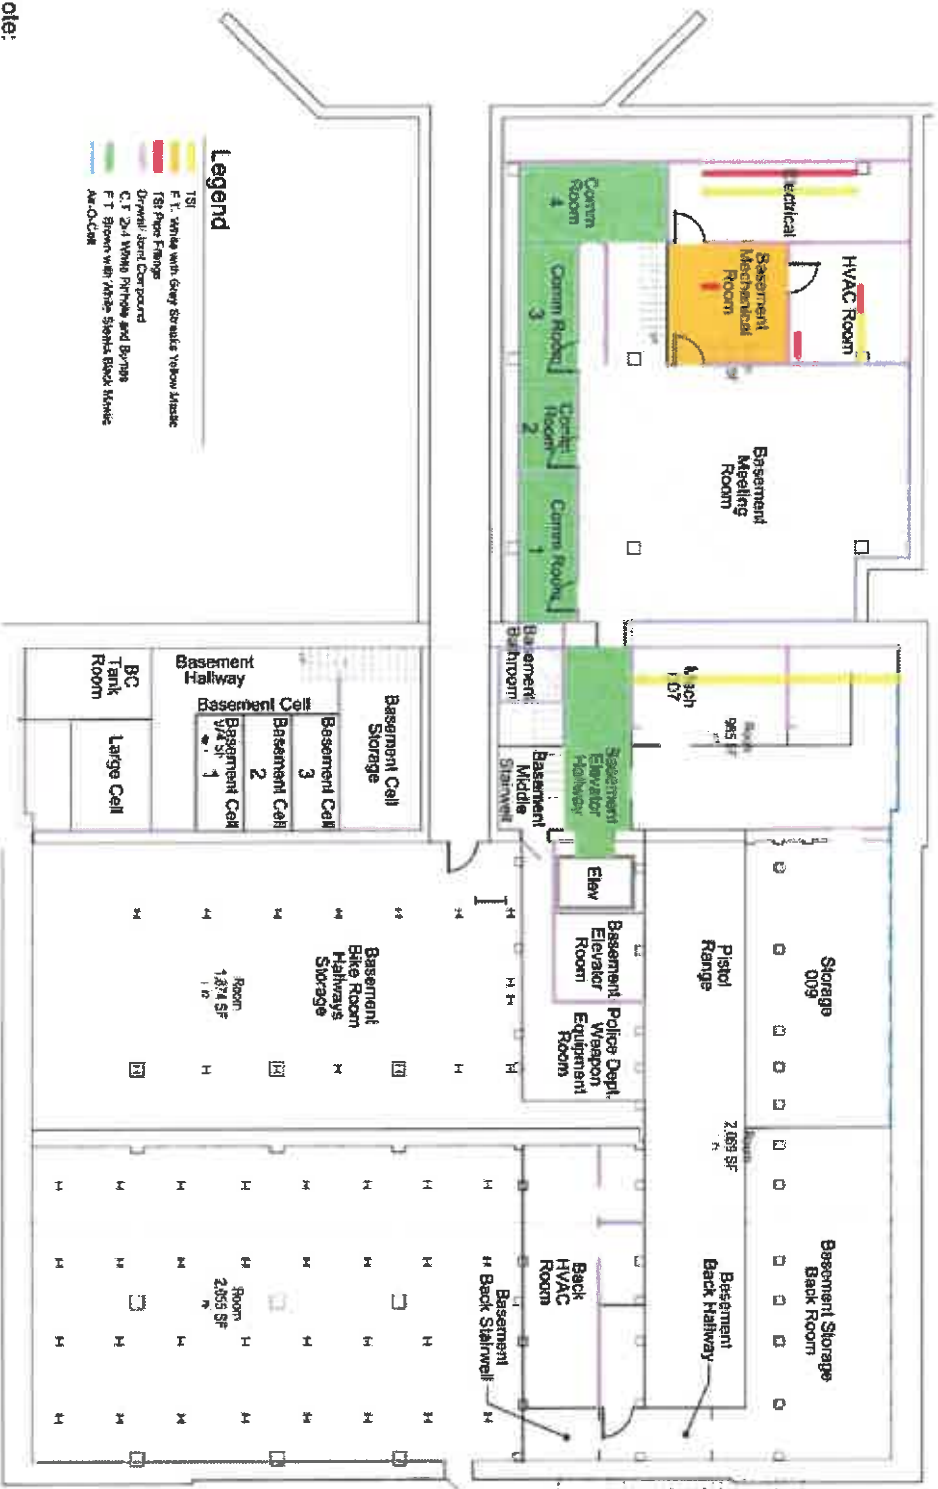 ote:
Legend
TSI
F.T. White with Grey Streaks Yellow Mastic
TSI Pipe Fittings
Drywall Joint Compound
C.T. 2x4 White Pinhole and Bumps
F.T. Brown with White Streaks Black Mastic
Air-O-Cell
Electrical
HVAC Room
Comm
Room
4
Basement
Mechanical
Room
Comm Room
3
Comm
Room
2
Comm Room
1
Basement
Meeting
Room
SF
Basement
Bathroom
Mech
Room
985 SF
Basement
Elevator
Hallway
Basement
Middle
Stairwell
BC
Tank
Room
Basement
Hallway
Basement Cell
Basement Cell
Storage
Large Cell
Basement Cell
1
Basement Cell
2
Basement Cell
3
Elev
Basement
Elevator
Room
Pistol
Range
Storage
009
Police Dept.
Weapon
Equipment
Room
Basement
Bike Room
Hallways
Storage
Room
1,874 SF
Room
2,069 SF
Basement Storage
Back Room
Basement
Back Hallway
Back
HVAC
Room
Basement
Back Stairwell
Room
2,055 SF